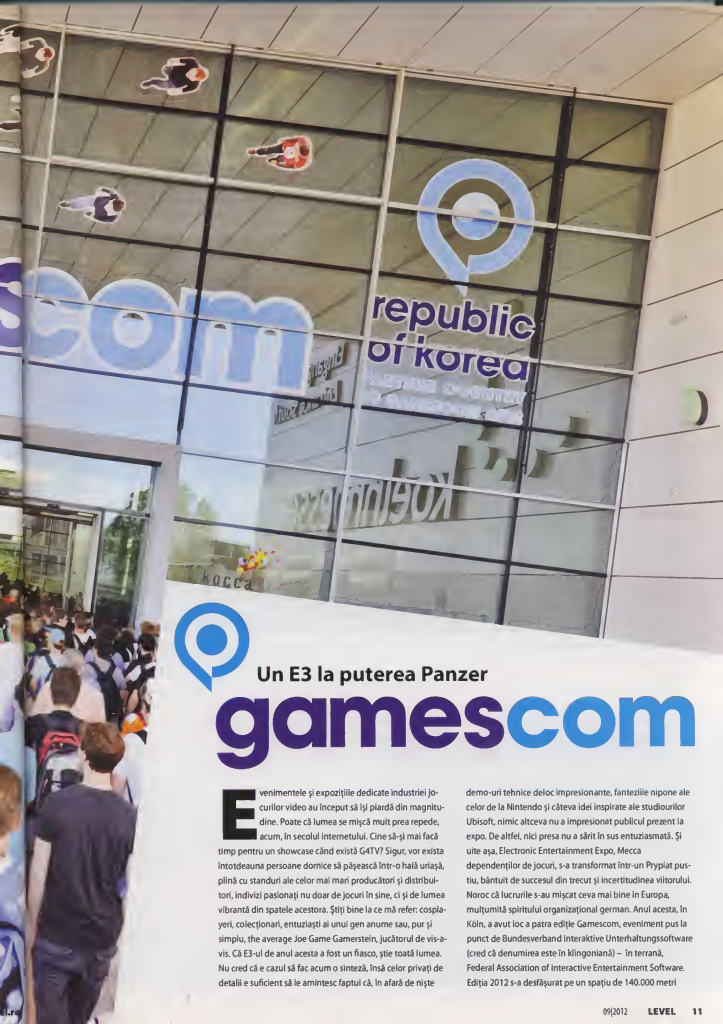 scom
republic
of korea
koelnmesse
kocca
Un E3 la puterea Panzer
gamescom
Evenimentele și expozițiile dedicate industriei jo-
curilor video au început să își piardă din magnitu-
dine. Poate că lumea se mișcă mult prea repede,
acum, în secolul internetului. Cine să-și mai facă
timp pentru un showcase când există G4TV? Sigur, vor exista
întotdeauna persoane dornice să pășească într-o hală uriașă,
plină cu standuri ale celor mai mari producători și distribui-
tori, indivizi pasionați nu doar de jocuri în sine, ci și de lumea
vibrantă din spatele acestora. Știți bine la ce mă refer: cospla-
yeri, colecționari, entuziaști ai unui gen anume sau, pur și
simplu, the average Joe Game Gamerstein, jucătorul de vis-a-
vis. Că E3-ul de anul acesta a fost un fiasco, știe toată lumea.
Nu cred că e cazul să fac acum o sinteză, însă celor privați de
detalii e suficient să le amintesc faptul că, în afară de niște
demo-uri tehnice deloc impresionante, fanteziile nipone ale
celor de la Nintendo și câteva idei inspirate ale studiourilor
Ubisoft, nimic altceva nu a impresionat publicul prezent la
expo. De altfel, nici presa nu a sărit în sus entuziasmată. Și
uite așa, Electronic Entertainment Expo, Mecca
dependenților de jocuri, s-a transformat într-un Prypiat pus-
tiu, bântuit de succesul din trecut și incertitudinea viitorului.
Noroc că lucrurile s-au mișcat ceva mai bine în Europa,
mulțumită spiritului organizațional german. Anul acesta, în
Köln, a avut loc a patra ediție Gamescom, eveniment pus la
punct de Bundesverband Interaktive Unterhaltungssoftware
(cred că denumirea este în klingoniană) – în terrană,
Federal Association of Interactive Entertainment Software.
Ediția 2012 s-a desfășurat pe un spațiu de 140.000 metri
el.ro
09|2012 LEVEL 11